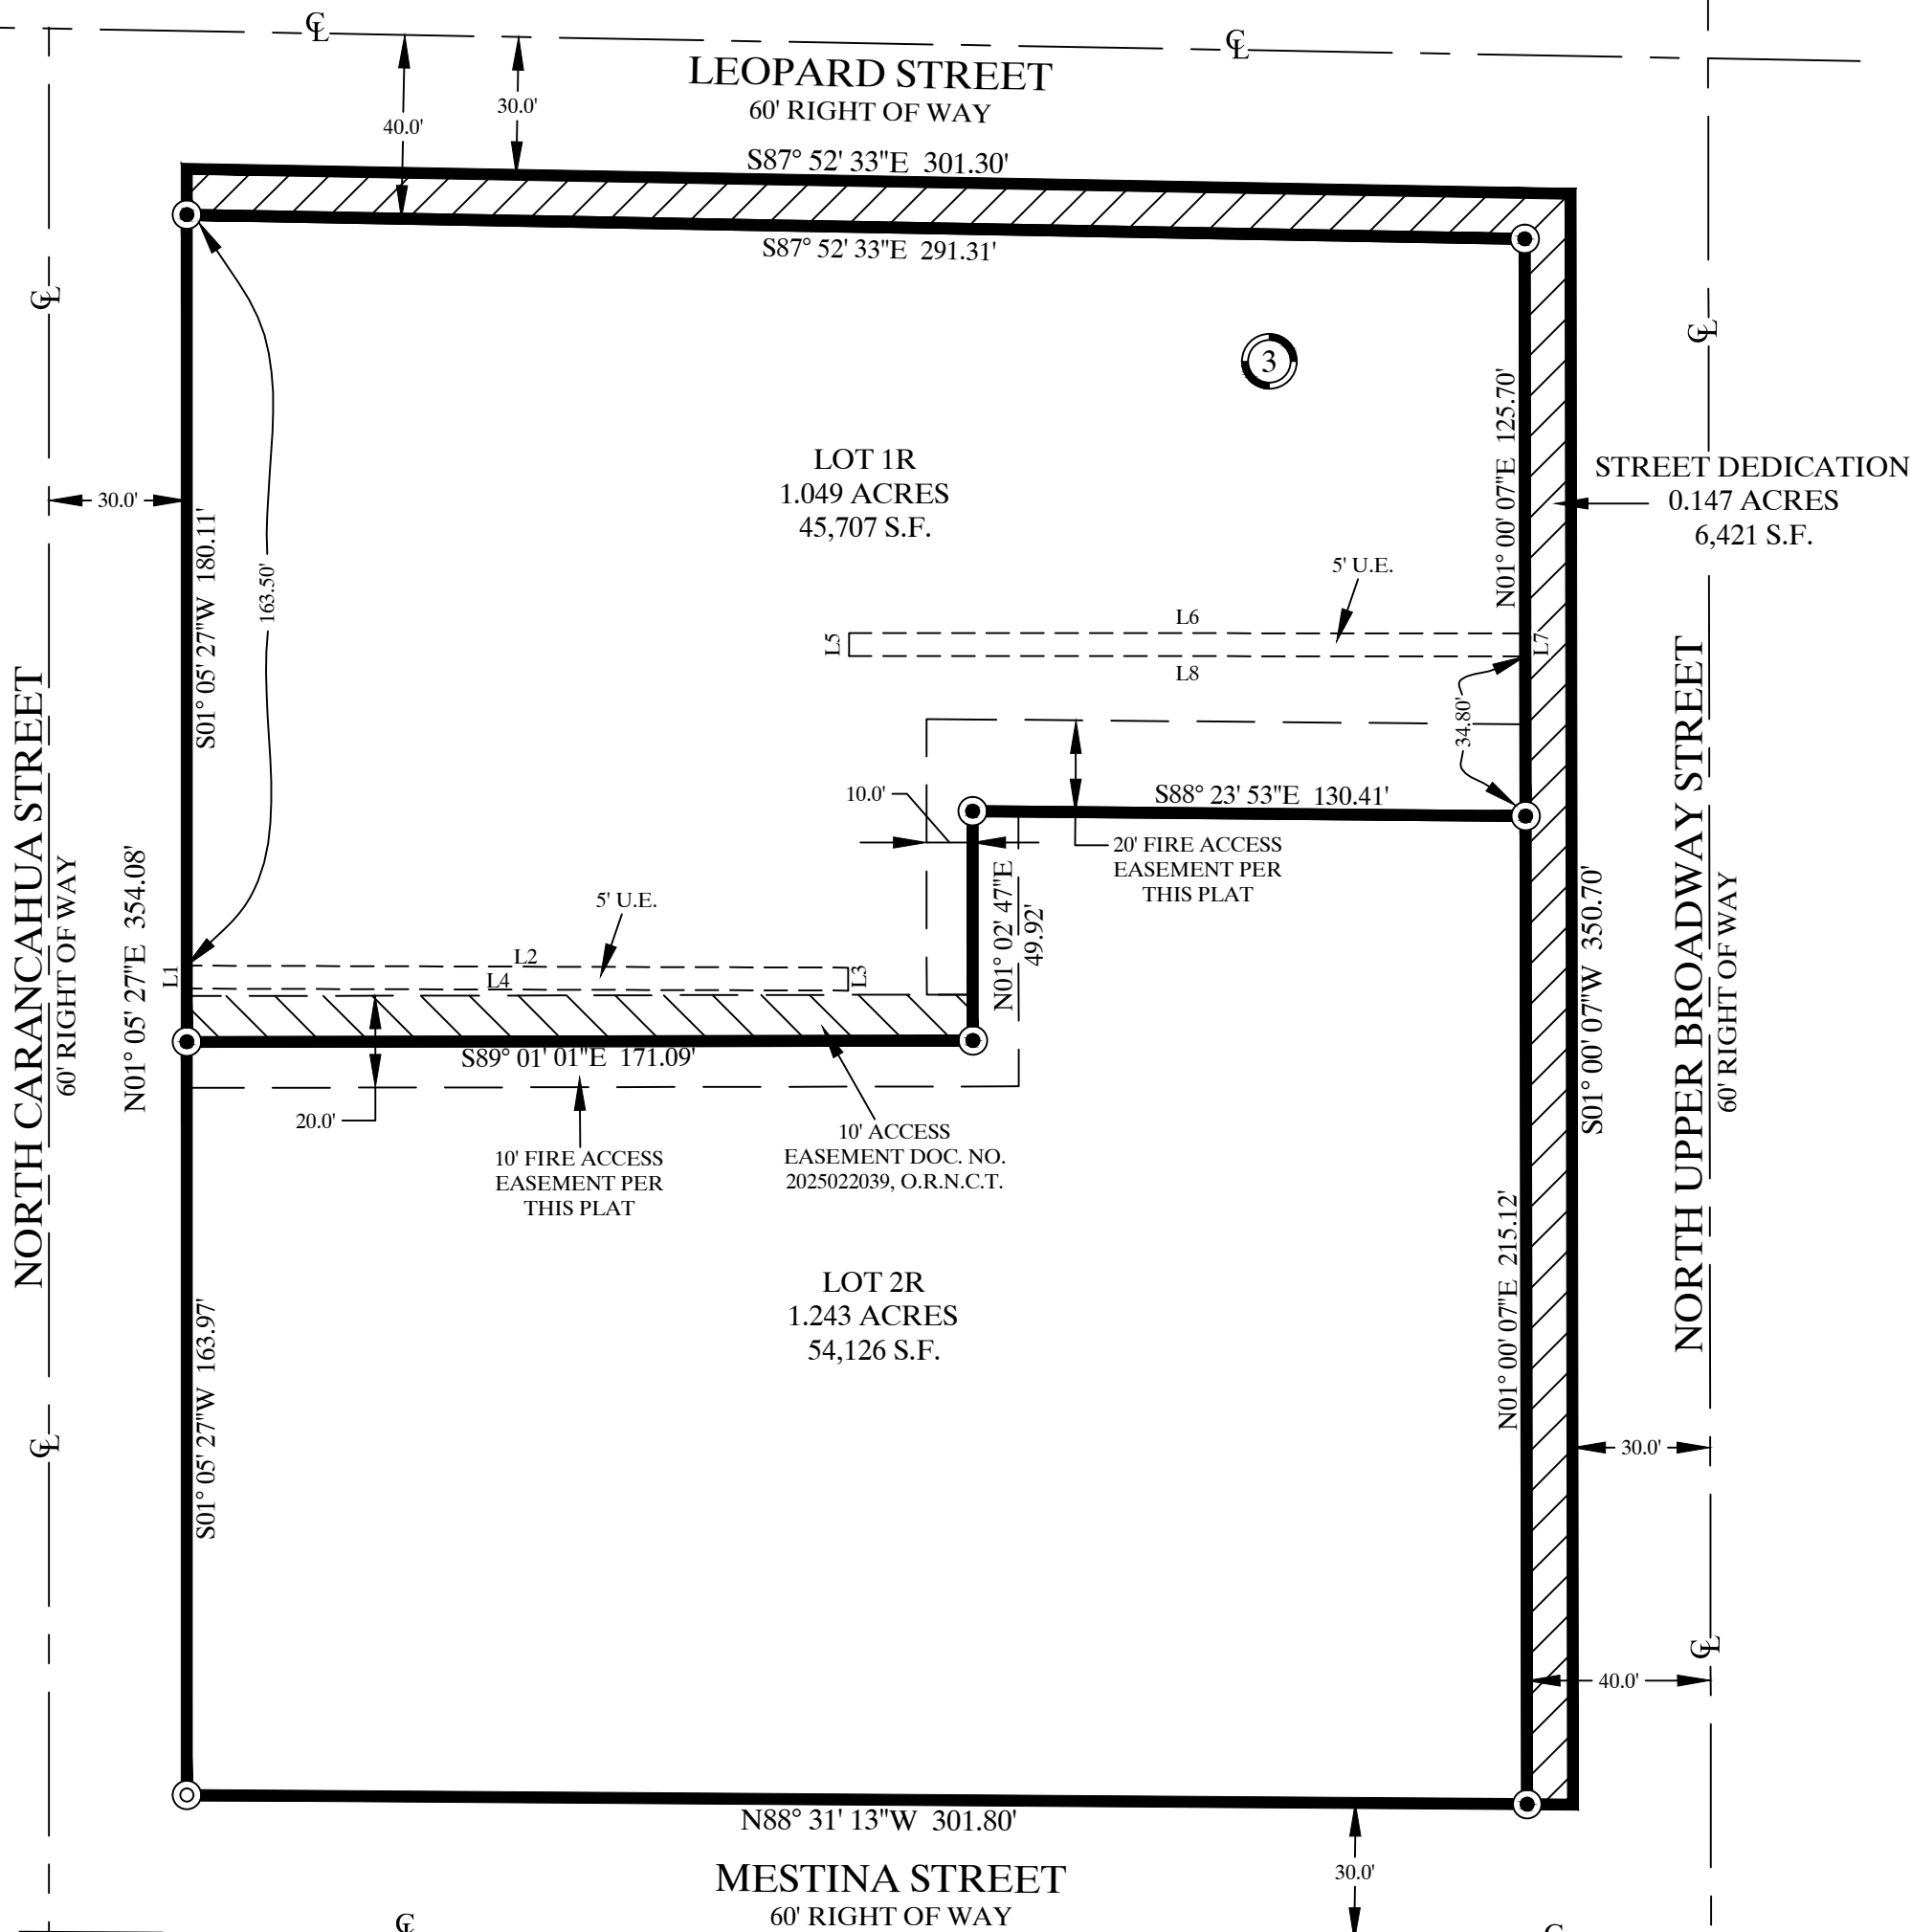 ℄
℄
LEOPARD STREET
60' RIGHT OF WAY
40.0'
30.0'
S87° 52' 33"E 301.30'
S87° 52' 33"E 291.31'
℄
℄
3
N01° 00' 07"E 125.70'
LOT 1R
1.049 ACRES
45,707 S.F.
STREET DEDICATION
0.147 ACRES
6,421 S.F.
30.0'
S01° 05' 27"W 180.11'
163.50'
5' U.E.
L6
L5
L7
L8
34.80'
NORTH CARANCAHUA STREET
60' RIGHT OF WAY
N01° 05' 27"E 354.08'
10.0'
S88° 23' 53"E 130.41'
20' FIRE ACCESS
EASEMENT PER
THIS PLAT
N01° 02' 47"E
49.92'
NORTH UPPER BROADWAY STREET
60' RIGHT OF WAY
S01° 00' 07"W 350.70'
5' U.E.
L1
L2
L4
L3
S89° 01' 01"E 171.09'
20.0'
10' FIRE ACCESS
EASEMENT PER
THIS PLAT
10' ACCESS
EASEMENT DOC. NO.
2025022039, O.R.N.C.T.
LOT 2R
1.243 ACRES
54,126 S.F.
S01° 05' 27"W 163.97'
N01° 00' 07"E 215.12'
℄
30.0'
℄
40.0'
N88° 31' 13"W 301.80'
MESTINA STREET
60' RIGHT OF WAY
30.0'
℄